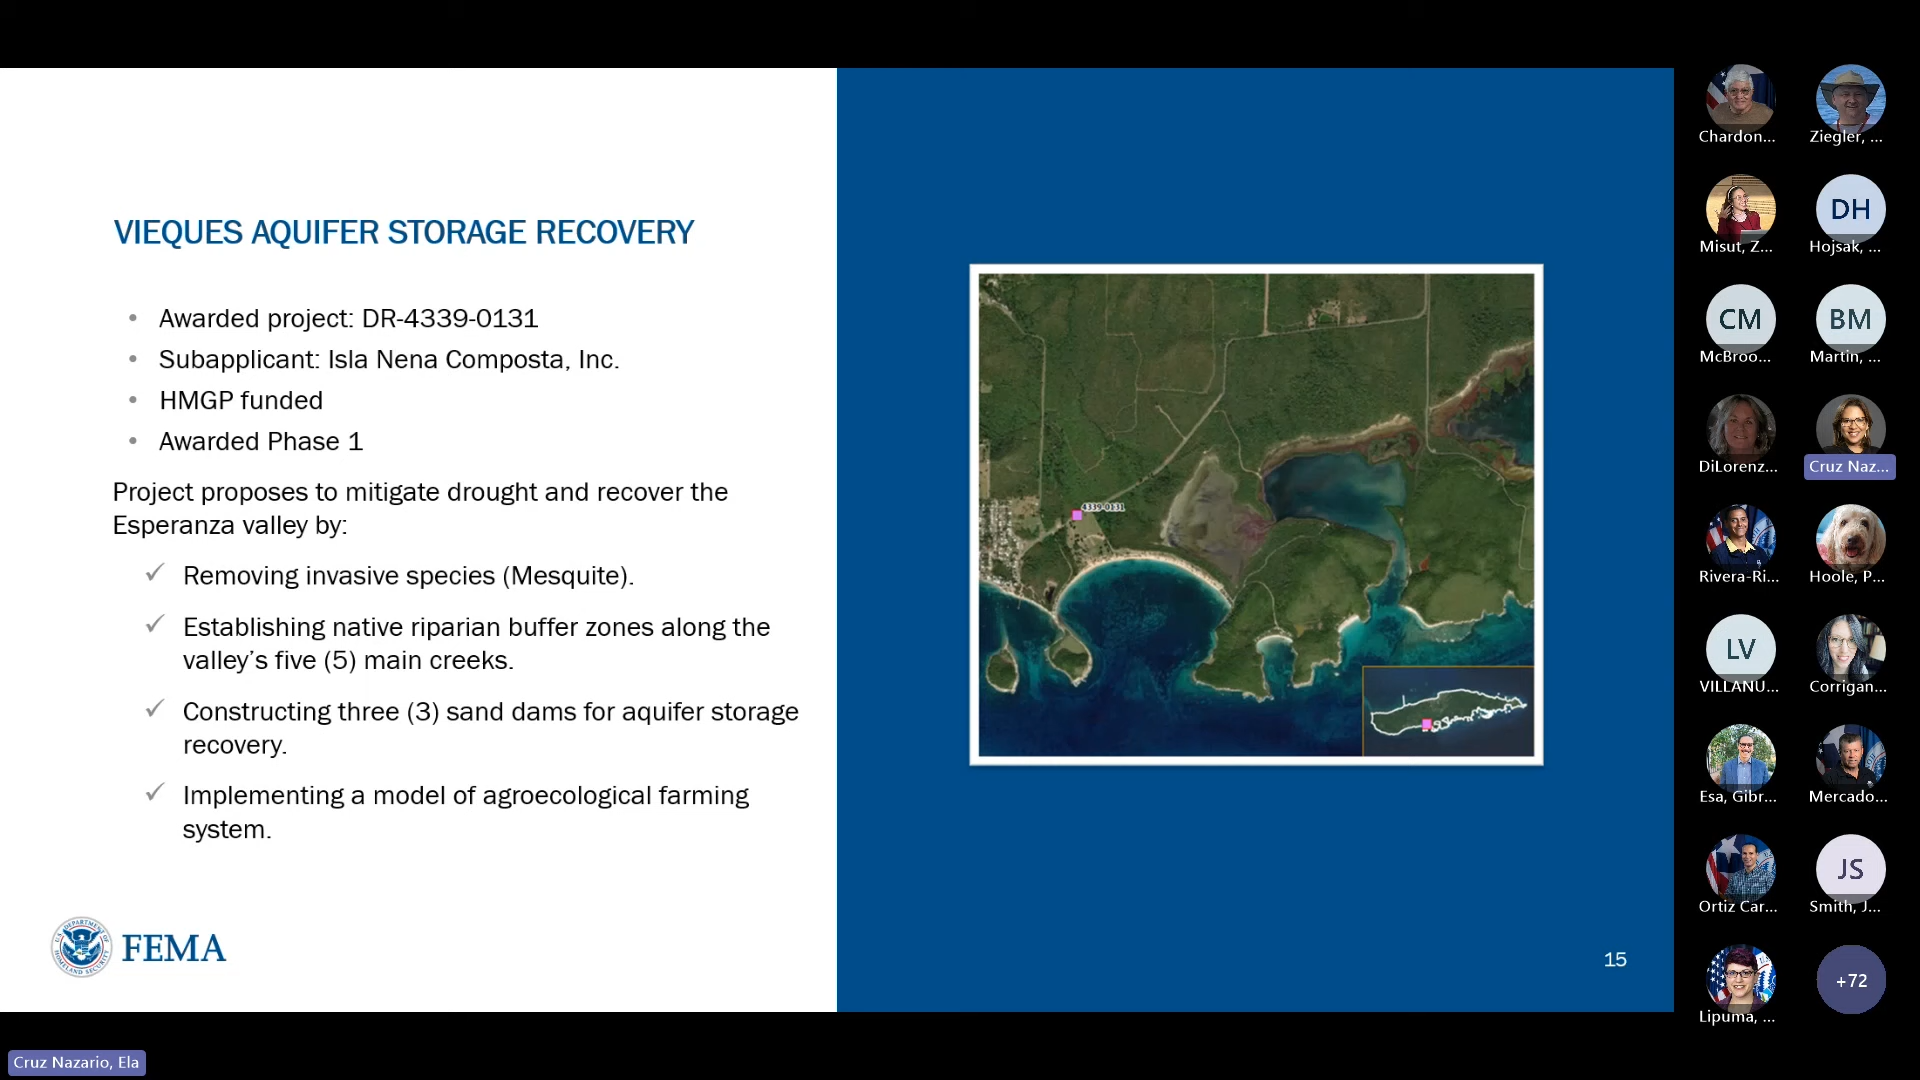 VIEQUES AQUIFER STORAGE RECOVERY
• Awarded project: DR-4339-0131
• Subapplicant: Isla Nena Composta, Inc.
• HMGP funded
• Awarded Phase 1
Project proposes to mitigate drought and recover the
Esperanza valley by:
✓ Removing invasive species (Mesquite).
✓ Establishing native riparian buffer zones along the
valley’s five (5) main creeks.
✓ Constructing three (3) sand dams for aquifer storage
recovery.
✓ Implementing a model of agroecological farming
system.
FEMA
4339-0131
15
Chardon...
Ziegler, ...
Misut, Z...
DH
Hojsak, ...
CM
McBroo...
BM
Martin, ...
DiLorenz...
Cruz Naz...
Rivera-Ri...
Hoole, P...
LV
VILLANU...
Corrigan...
Esa, Gibr...
Mercado...
Ortiz Car...
JS
Smith, J...
Lipuma, ...
+72
Cruz Nazario, Ela